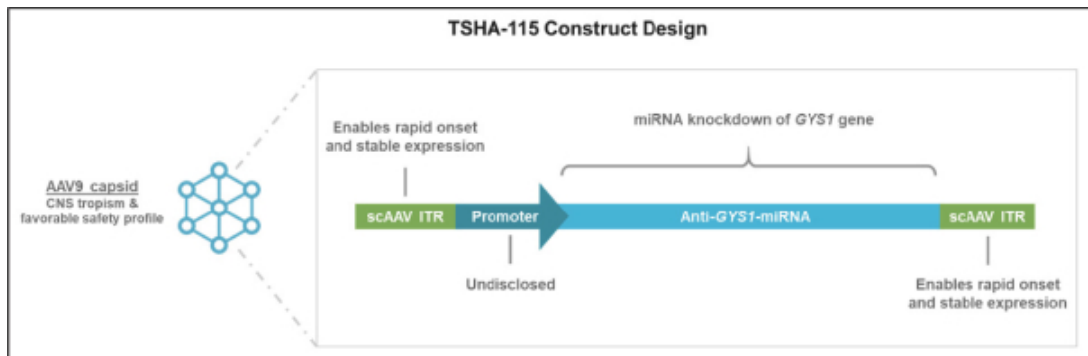 TSHA-115 Construct Design
AAV9 capsid
CNS tropism &
favorable safety profile
Enables rapid onset
and stable expression
miRNA knockdown of GYS1 gene
scAAV ITR
Promoter
Anti-GYS1-miRNA
scAAV ITR
Undisclosed
Enables rapid onset
and stable expression